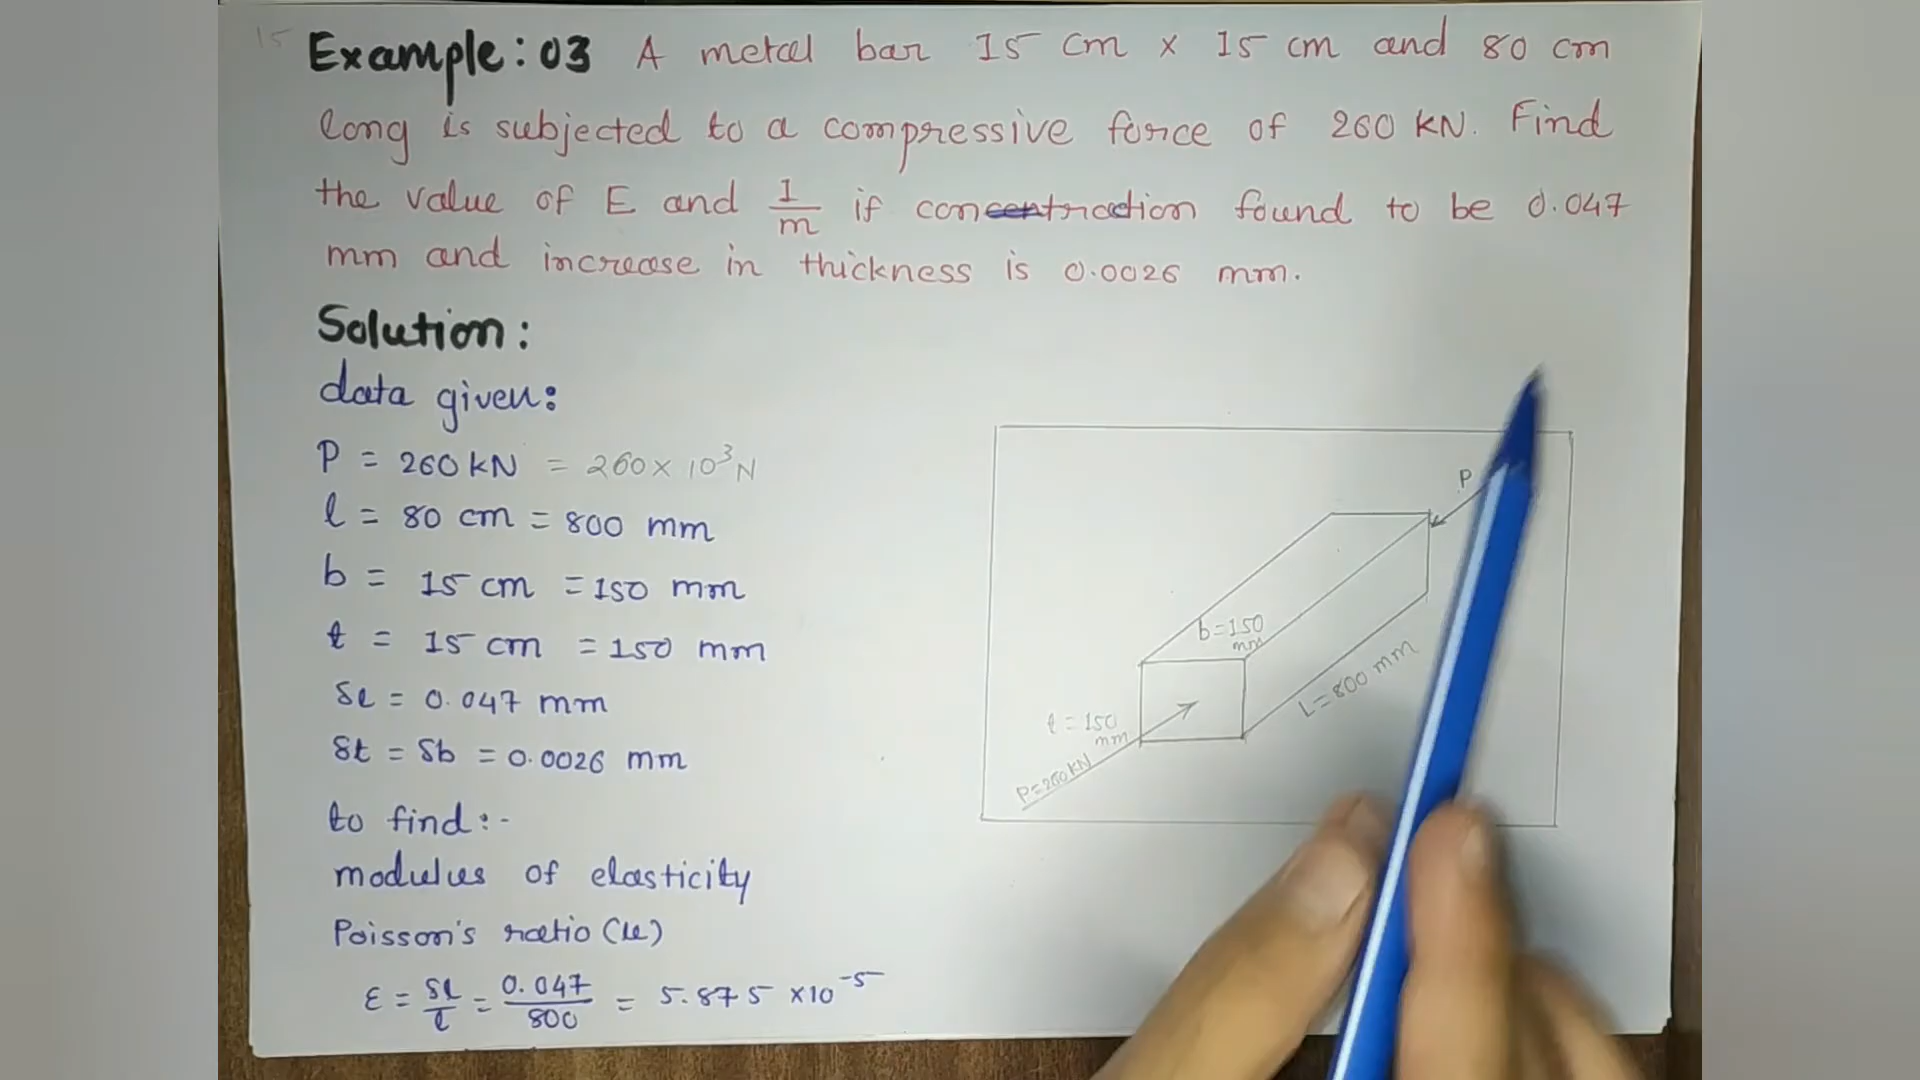 15
Example: 03 A metal bar 15 cm x 15 cm and 80 cm
long is subjected to a compressive force of 260 KN. Find
the value of E and 1/m if contraction found to be 0.047
mm and increase in thickness is 0.0026 mm.
Solution:
data given:
P = 260 kN = 260 x 10³ N
l = 80 cm = 800 mm
b = 15 cm = 150 mm
t = 15 cm = 150 mm
δl = 0.047 mm
δt = δb = 0.0026 mm
to find:-
modulus of elasticity
Poisson's ratio (μ)
ε = δl/l = 0.047/800 = 5.875 x10⁻⁵
P
b=150
mm
L=800 mm
t=150
mm
P=260KN